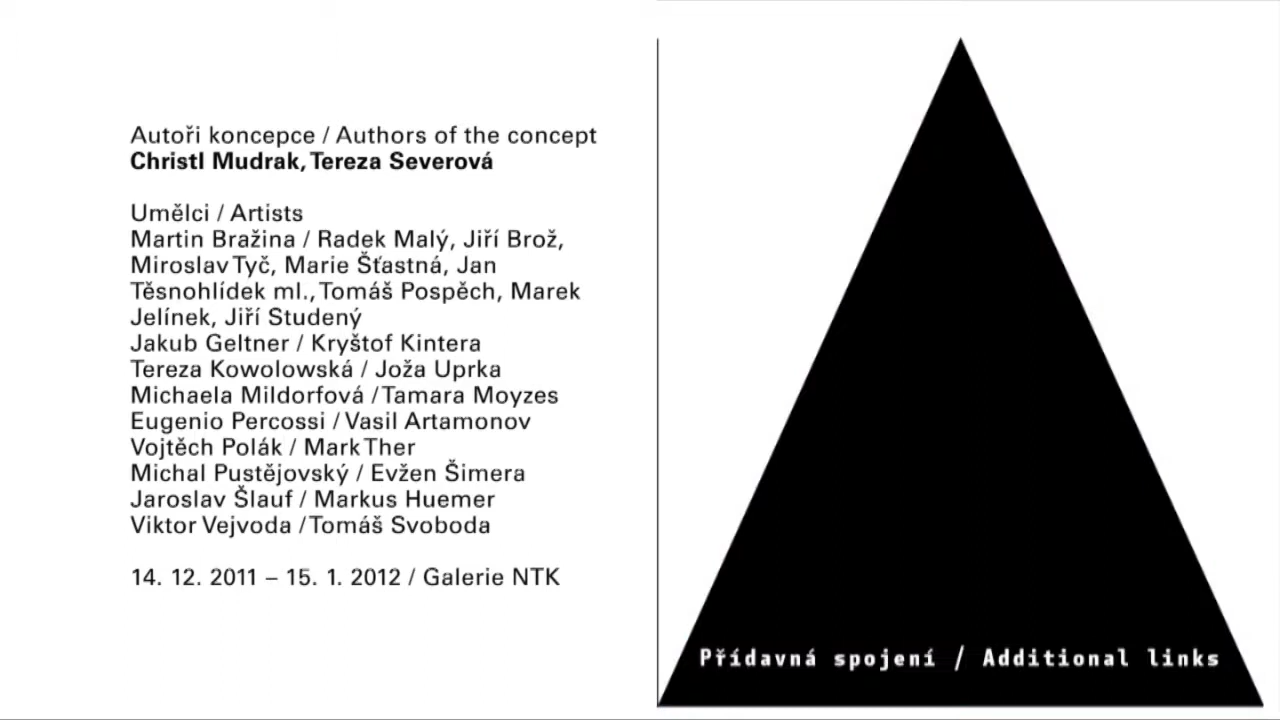 Autoři koncepce / Authors of the concept
Christl Mudrak, Tereza Severová
Umělci / Artists
Martin Bražina / Radek Malý, Jiří Brož,
Miroslav Tyč, Marie Šťastná, Jan
Těsnohlídek ml., Tomáš Pospěch, Marek
Jelínek, Jiří Studený
Jakub Geltner / Kryštof Kintera
Tereza Kowolowská / Joža Uprka
Michaela Mildorfová / Tamara Moyzes
Eugenio Percossi / Vasil Artamonov
Vojtěch Polák / Mark Ther
Michal Pustějovský / Evžen Šimera
Jaroslav Šlauf / Markus Huemer
Viktor Vejvoda / Tomáš Svoboda
14. 12. 2011 – 15. 1. 2012 / Galerie NTK
Přídavná spojení / Additional links